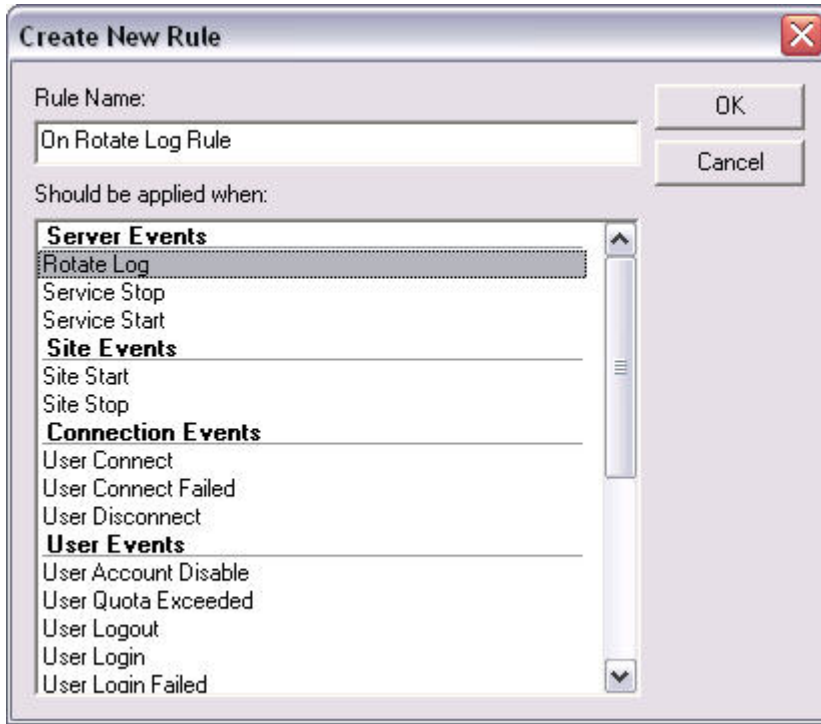 Create New Rule
Rule Name:
OK
On Rotate Log Rule
Cancel
Should be applied when:
Server Events
Rotate Log
Service Stop
Service Start
Site Events
Site Start
Site Stop
Connection Events
User Connect
User Connect Failed
User Disconnect
User Events
User Account Disable
User Quota Exceeded
User Logout
User Login
User Login Failed